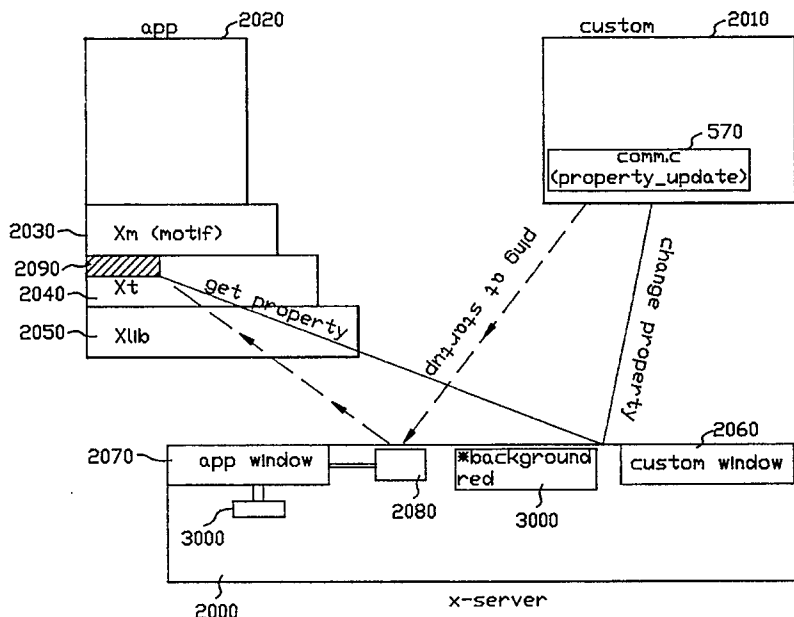 app
2020
custom
2010
570
comm.c
(property_update)
2030
Xm (motif)
2090
Xt
2040
2050
Xlib
get property
ping at startup
change property
2060
2070
app window
2080
*background
red
3000
custom window
3000
2000
x-server